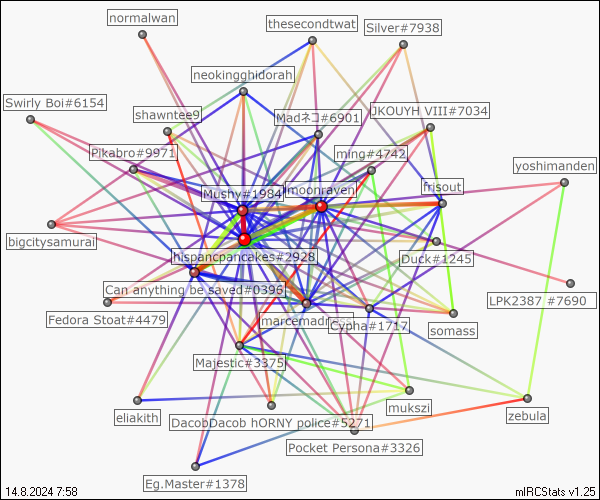 normalwan
thesecondtwat
Silver#7938
neokingghidorah
Swirly Boi#6154
shawntee9
Madネコ#6901
JKOUYH VIII#7034
Pikabro#9971
ming#4742
yoshimanden
Mushy#1984
moonraven
frisout
bigcitysamurai
hispancpancakes#2928
Duck#1245
Can anything be saved#0396
LPK2387 #7690
Fedora Stoat#4479
Cypha#1717
somass
Majestic#3375
eliakith
DacobDacob hORNY police#5271
mukszi
zebula
Pocket Persona#3326
Eg.Master#1378
14.8.2024 7:58
mIRCStats v1.25